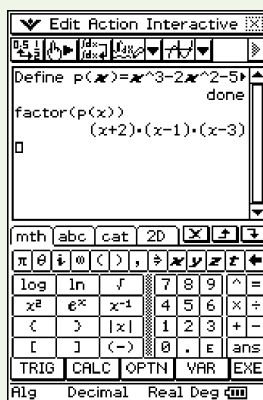 Edit Action Interactive
Define p(x)=x^3-2x^2-5
done
factor(p(x))
(x+2)·(x-1)·(x-3)
mth abc cat 2D
π θ i ∞ ( ) , ⇒ x y z t
log ln √ 7 8 9 ^ =
x² eˣ x⁻¹ 4 5 6 × ÷
( ) |x| 1 2 3 + -
[ ] (-) 0 . E ans
TRIG CALC OPTN VAR EXE
Alg Decimal Real Deg